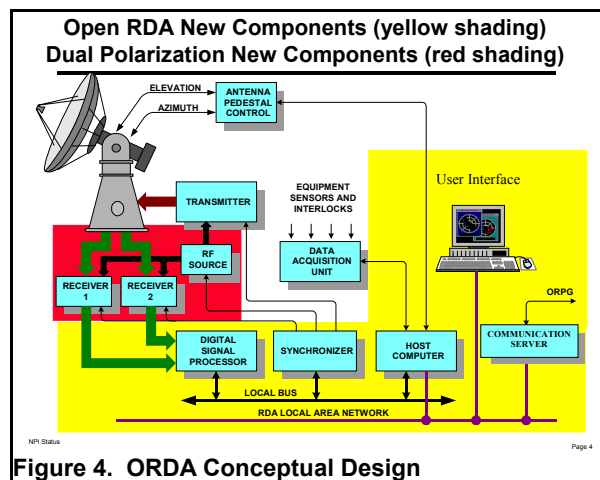 Open RDA New Components (yellow shading)
Dual Polarization New Components (red shading)
ELEVATION
AZIMUTH
ANTENNA
PEDESTAL
CONTROL
User Interface
EQUIPMENT
SENSORS AND
INTERLOCKS
TRANSMITTER
RF
SOURCE
DATA
ACQUISITION
UNIT
RECEIVER
1
RECEIVER
2
ORPG
DIGITAL
SIGNAL
PROCESSOR
SYNCHRONIZER
HOST
COMPUTER
COMMUNICATION
SERVER
LOCAL BUS
RDA LOCAL AREA NETWORK
NPI Status
Page 4
Figure 4. ORDA Conceptual Design